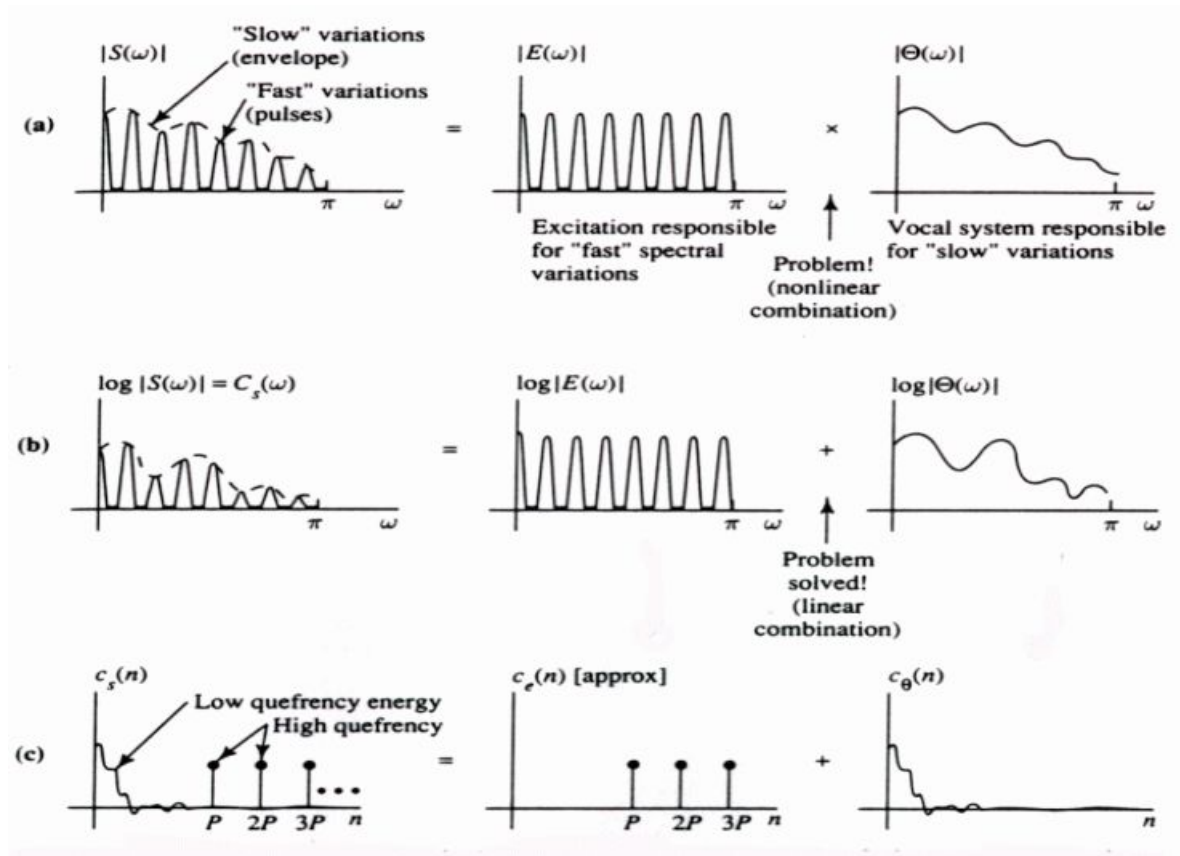 "Slow" variations
(envelope)
|S(ω)|
|E(ω)|
|Θ(ω)|
"Fast" variations
(pulses)
(a)
=
×
π ω
π ω
π ω
Excitation responsible
for "fast" spectral
variations
Vocal system responsible
for "slow" variations
Problem!
(nonlinear
combination)
log |S(ω)| = C_s(ω)
log|E(ω)|
log|Θ(ω)|
(b)
=
+
π ω
π ω
π ω
Problem
solved!
(linear
combination)
c_s(n)
c_e(n) [approx]
c_θ(n)
Low quefrency energy
High quefrency
(c)
=
+
P 2P 3P n
P 2P 3P n
n